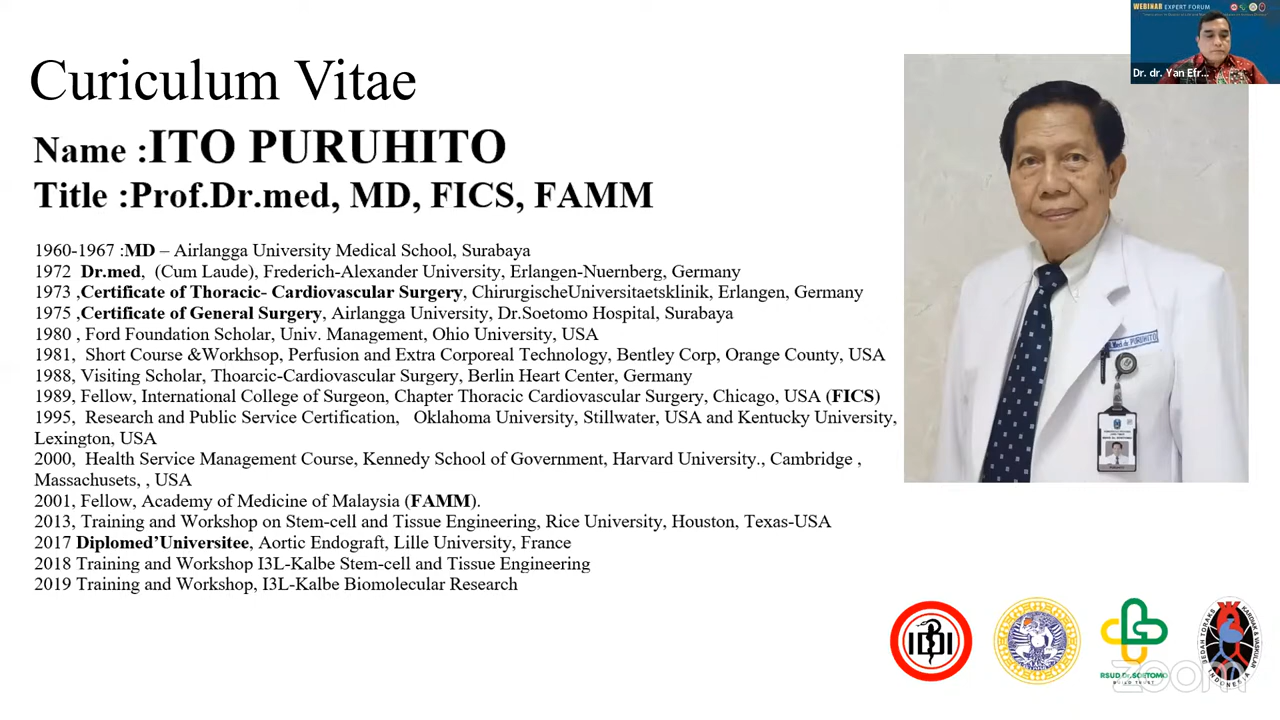 WEBINAR EXPERT FORUM
Dr. dr. Yan Efr...
Curiculum Vitae
Name :ITO PURUHITO
Title :Prof.Dr.med, MD, FICS, FAMM
1960-1967 :MD – Airlangga University Medical School, Surabaya
1972 Dr.med, (Cum Laude), Frederich-Alexander University, Erlangen-Nuernberg, Germany
1973 ,Certificate of Thoracic- Cardiovascular Surgery, ChirurgischeUniversitaetsklinik, Erlangen, Germany
1975 ,Certificate of General Surgery, Airlangga University, Dr.Soetomo Hospital, Surabaya
1980 , Ford Foundation Scholar, Univ. Management, Ohio University, USA
1981, Short Course &Workhsop, Perfusion and Extra Corporeal Technology, Bentley Corp, Orange County, USA
1988, Visiting Scholar, Thoarcic-Cardiovascular Surgery, Berlin Heart Center, Germany
1989, Fellow, International College of Surgeon, Chapter Thoracic Cardiovascular Surgery, Chicago, USA (FICS)
1995, Research and Public Service Certification, Oklahoma University, Stillwater, USA and Kentucky University,
Lexington, USA
2000, Health Service Management Course, Kennedy School of Government, Harvard University., Cambridge ,
Massachusets, , USA
2001, Fellow, Academy of Medicine of Malaysia (FAMM).
2013, Training and Workshop on Stem-cell and Tissue Engineering, Rice University, Houston, Texas-USA
2017 Diplomed’Universitee, Aortic Endograft, Lille University, France
2018 Training and Workshop I3L-Kalbe Stem-cell and Tissue Engineering
2019 Training and Workshop, I3L-Kalbe Biomolecular Research
PURUHITO
IDI
RSUD Dr.SOETOMO
BUILD TRUST
BEDAH TORAKS KARDIAK & VASKULAR
INDONESIA
zoom